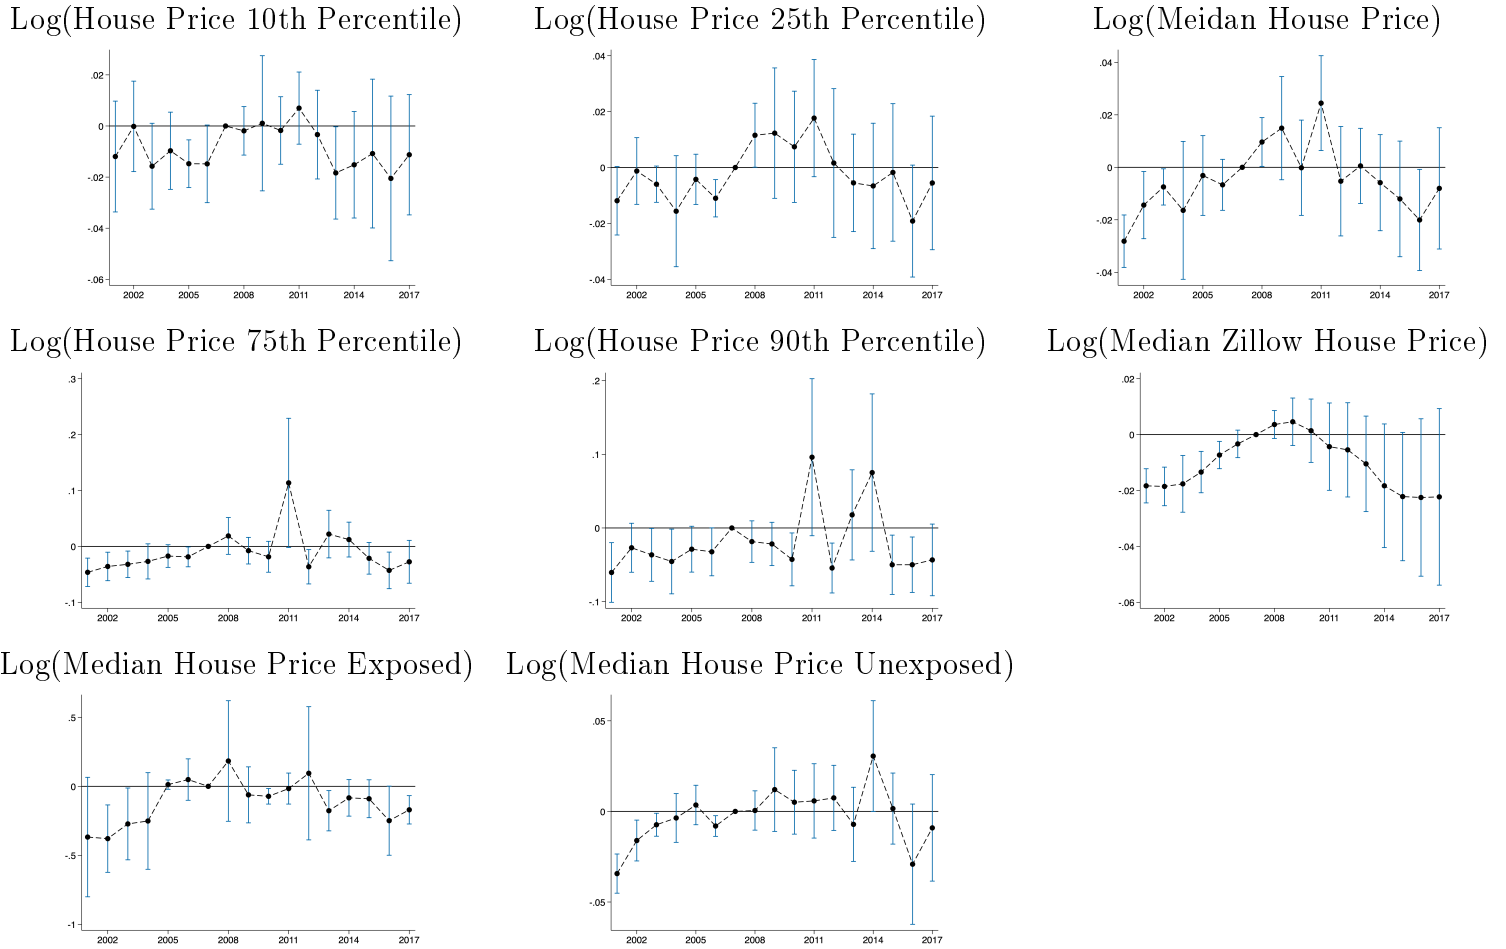 Log(House Price 10th Percentile)
Log(House Price 25th Percentile)
Log(Meidan House Price)
.02
0
-.02
-.04
-.06
2002 2005 2008 2011 2014 2017
.04
.02
0
-.02
-.04
2002 2005 2008 2011 2014 2017
.04
.02
0
-.02
-.04
2002 2005 2008 2011 2014 2017
Log(House Price 75th Percentile)
Log(House Price 90th Percentile)
Log(Median Zillow House Price)
.3
.2
.1
0
-.1
2002 2005 2008 2011 2014 2017
.2
.1
0
-.1
2002 2005 2008 2011 2014 2017
.02
0
-.02
-.04
-.06
2002 2005 2008 2011 2014 2017
Log(Median House Price Exposed)
Log(Median House Price Unexposed)
.5
0
-.5
-1
2002 2005 2008 2011 2014 2017
.05
0
-.05
2002 2005 2008 2011 2014 2017